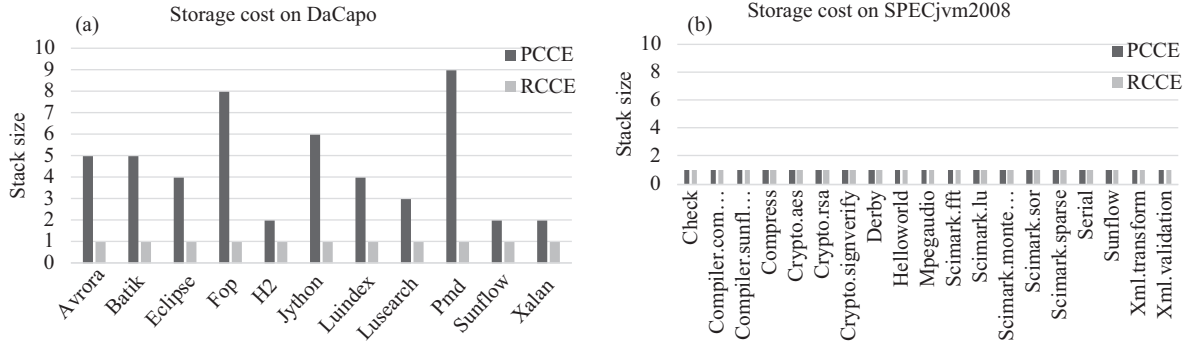 Storage cost on DaCapo
(a)
10
9
8
7
6
5
4
3
2
1
0
Stack size
PCCE
RCCE
Avrora
Batik
Eclipse
Fop
H2
Jython
Luindex
Lusearch
Pmd
Sunflow
Xalan
Storage cost on SPECjvm2008
(b)
10
8
6
4
2
0
Stack size
PCCE
RCCE
Check
Compiler.com....
Compiler.sunfl....
Compress
Crypto.aes
Crypto.rsa
Crypto.signverify
Derby
Helloworld
Mpegaudio
Scimark.fft
Scimark.lu
Scimark.monte....
Scimark.sor
Scimark.sparse
Serial
Sunflow
Xml.transform
Xml.validation